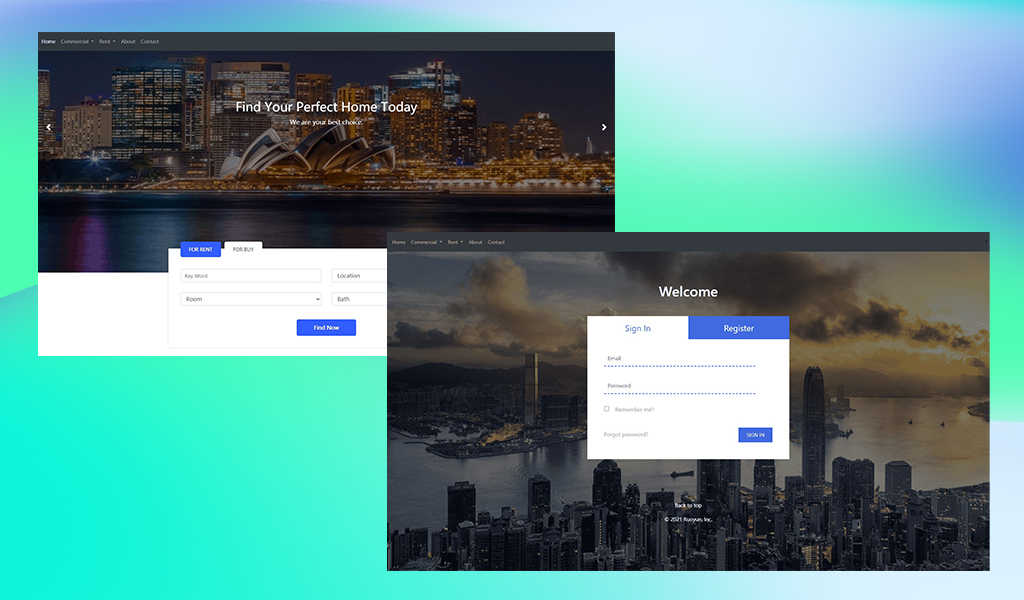 Home Commercial Rent About Contact
Find Your Perfect Home Today
We are your best choice.
FOR RENT FOR BUY
Key Word Location
Room Bath
Find Now
Home Commercial Rent About Contact
Welcome
Sign In Register
Email
Password
Remember me?
Forgot password?
SIGN IN
Back to top
© 2021 Ruoyun, Inc.